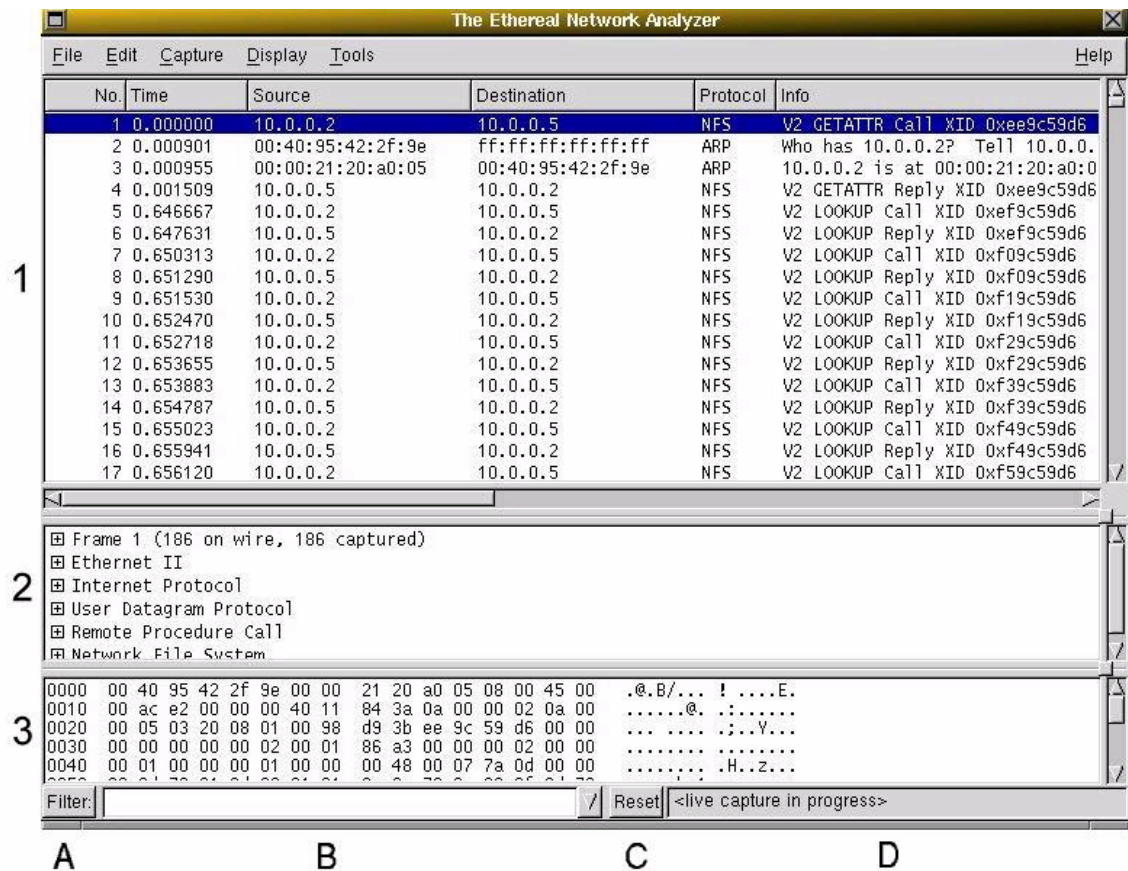 The Ethereal Network Analyzer
File Edit Capture Display Tools Help
No. Time Source Destination Protocol Info
1 0.000000 10.0.0.2 10.0.0.5 NFS V2 GETATTR Call XID 0xee9c59d6
2 0.000901 00:40:95:42:2f:9e ff:ff:ff:ff:ff:ff ARP Who has 10.0.0.2? Tell 10.0.0.
3 0.000955 00:00:21:20:a0:05 00:40:95:42:2f:9e ARP 10.0.0.2 is at 00:00:21:20:a0:0
4 0.001509 10.0.0.5 10.0.0.2 NFS V2 GETATTR Reply XID 0xee9c59d6
5 0.646667 10.0.0.2 10.0.0.5 NFS V2 LOOKUP Call XID 0xef9c59d6
6 0.647631 10.0.0.5 10.0.0.2 NFS V2 LOOKUP Reply XID 0xef9c59d6
7 0.650313 10.0.0.2 10.0.0.5 NFS V2 LOOKUP Call XID 0xf09c59d6
8 0.651290 10.0.0.5 10.0.0.2 NFS V2 LOOKUP Reply XID 0xf09c59d6
1
9 0.651530 10.0.0.2 10.0.0.5 NFS V2 LOOKUP Call XID 0xf19c59d6
10 0.652470 10.0.0.5 10.0.0.2 NFS V2 LOOKUP Reply XID 0xf19c59d6
11 0.652718 10.0.0.2 10.0.0.5 NFS V2 LOOKUP Call XID 0xf29c59d6
12 0.653655 10.0.0.5 10.0.0.2 NFS V2 LOOKUP Reply XID 0xf29c59d6
13 0.653883 10.0.0.2 10.0.0.5 NFS V2 LOOKUP Call XID 0xf39c59d6
14 0.654787 10.0.0.5 10.0.0.2 NFS V2 LOOKUP Reply XID 0xf39c59d6
15 0.655023 10.0.0.2 10.0.0.5 NFS V2 LOOKUP Call XID 0xf49c59d6
16 0.655941 10.0.0.5 10.0.0.2 NFS V2 LOOKUP Reply XID 0xf49c59d6
17 0.656120 10.0.0.2 10.0.0.5 NFS V2 LOOKUP Call XID 0xf59c59d6
Frame 1 (186 on wire, 186 captured)
Ethernet II
2
Internet Protocol
User Datagram Protocol
Remote Procedure Call
Network File System
0000 00 40 95 42 2f 9e 00 00 21 20 a0 05 08 00 45 00 .@.B/... ! ....E.
0010 00 ac e2 00 00 00 40 11 84 3a 0a 00 00 02 0a 00 ......@. .:......
3
0020 00 05 03 20 08 01 00 98 d9 3b ee 9c 59 d6 00 00 ... .... .;..Y...
0030 00 00 00 00 00 02 00 01 86 a3 00 00 00 02 00 00 ........ ........
0040 00 01 00 00 00 01 00 00 00 48 00 07 7a 0d 00 00 ........ .H..z...
Filter: Reset <live capture in progress>
A B C D